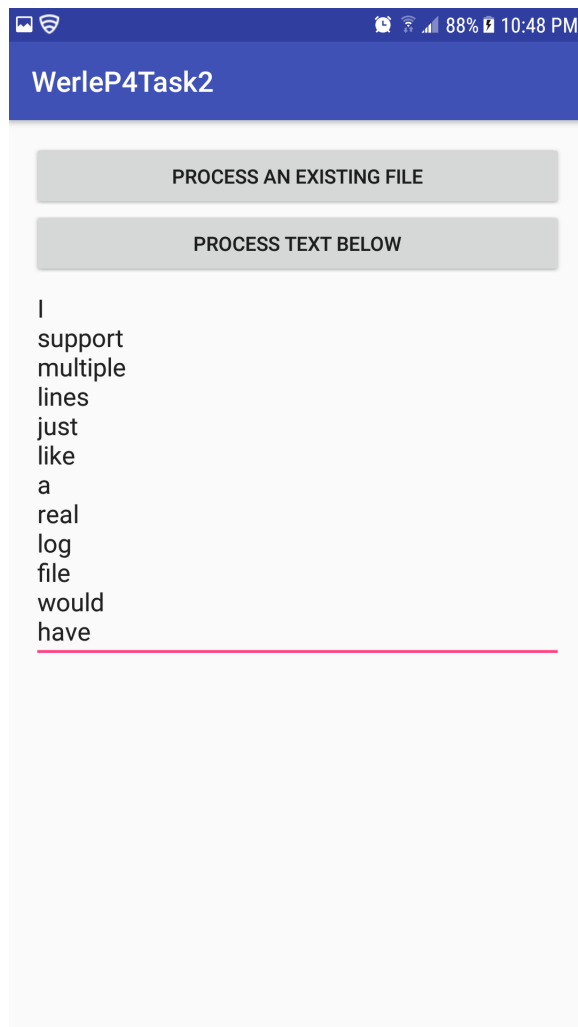 88% 10:48 PM
WerleP4Task2
PROCESS AN EXISTING FILE
PROCESS TEXT BELOW
I
support
multiple
lines
just
like
a
real
log
file
would
have